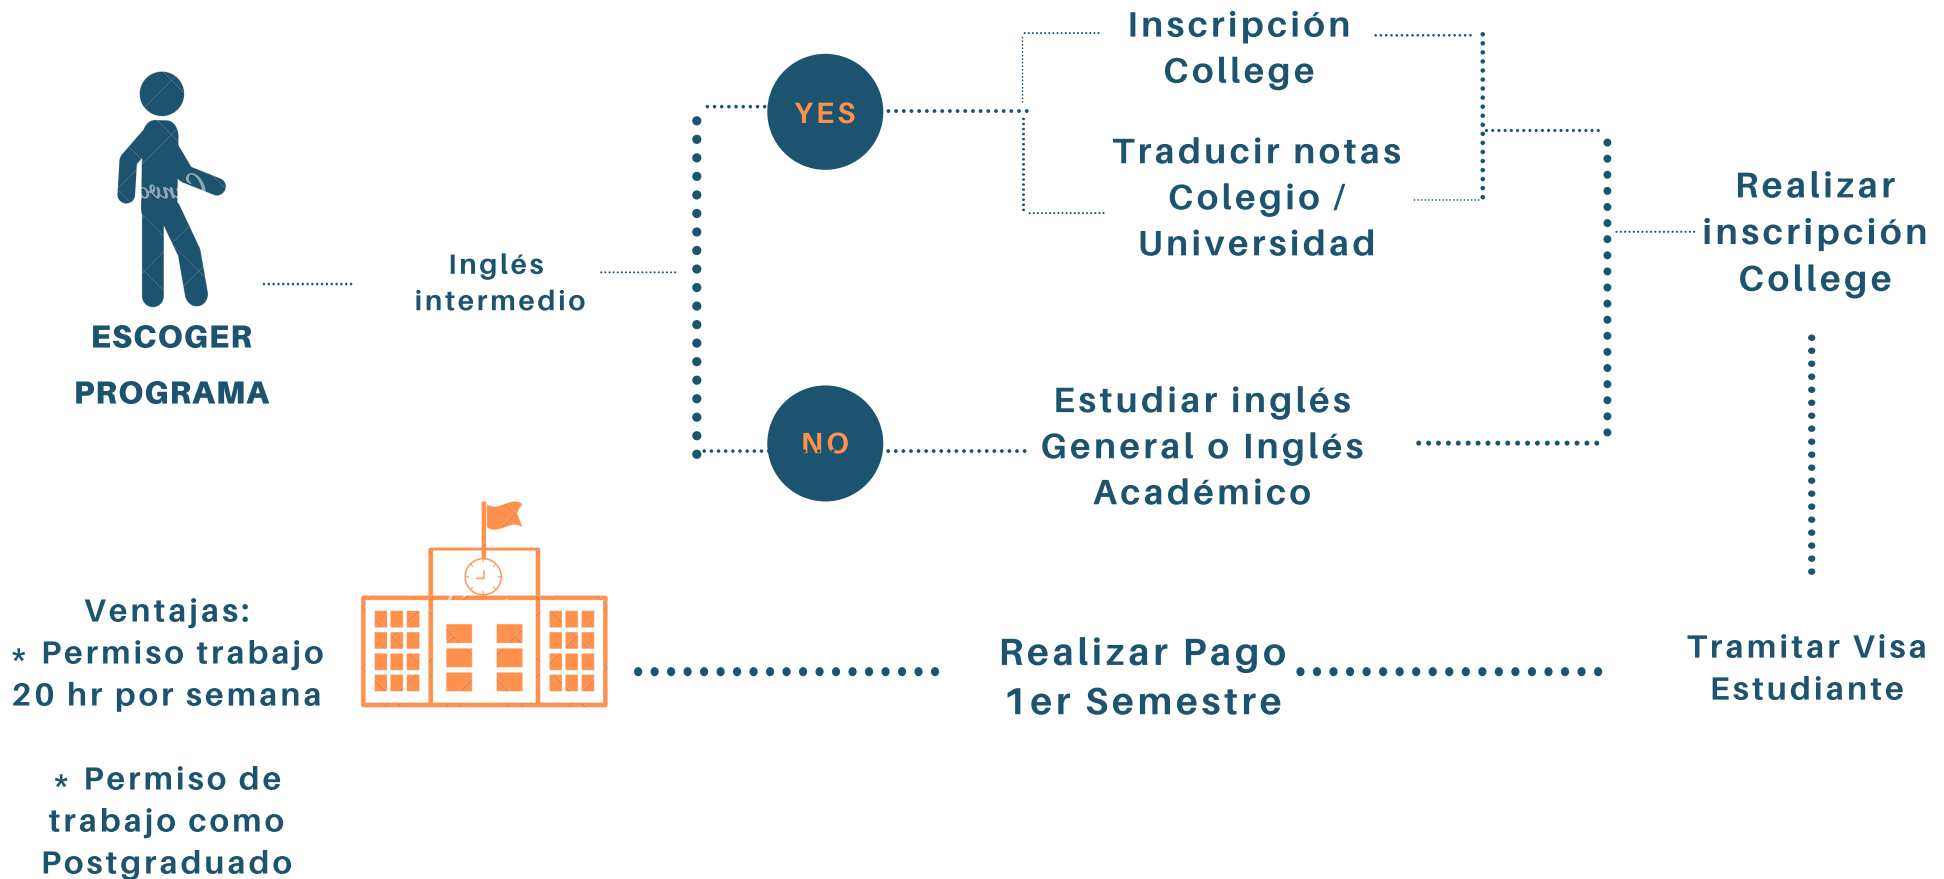 ESCOGER
PROGRAMA
Inglés
intermedio
YES
Inscripción
College
Traducir notas
Colegio /
Universidad
NO
Estudiar inglés
General o Inglés
Académico
Realizar
inscripción
College
Tramitar Visa
Estudiante
Realizar Pago
1er Semestre
Ventajas:
* Permiso trabajo
20 hr por semana
* Permiso de
trabajo como
Postgraduado